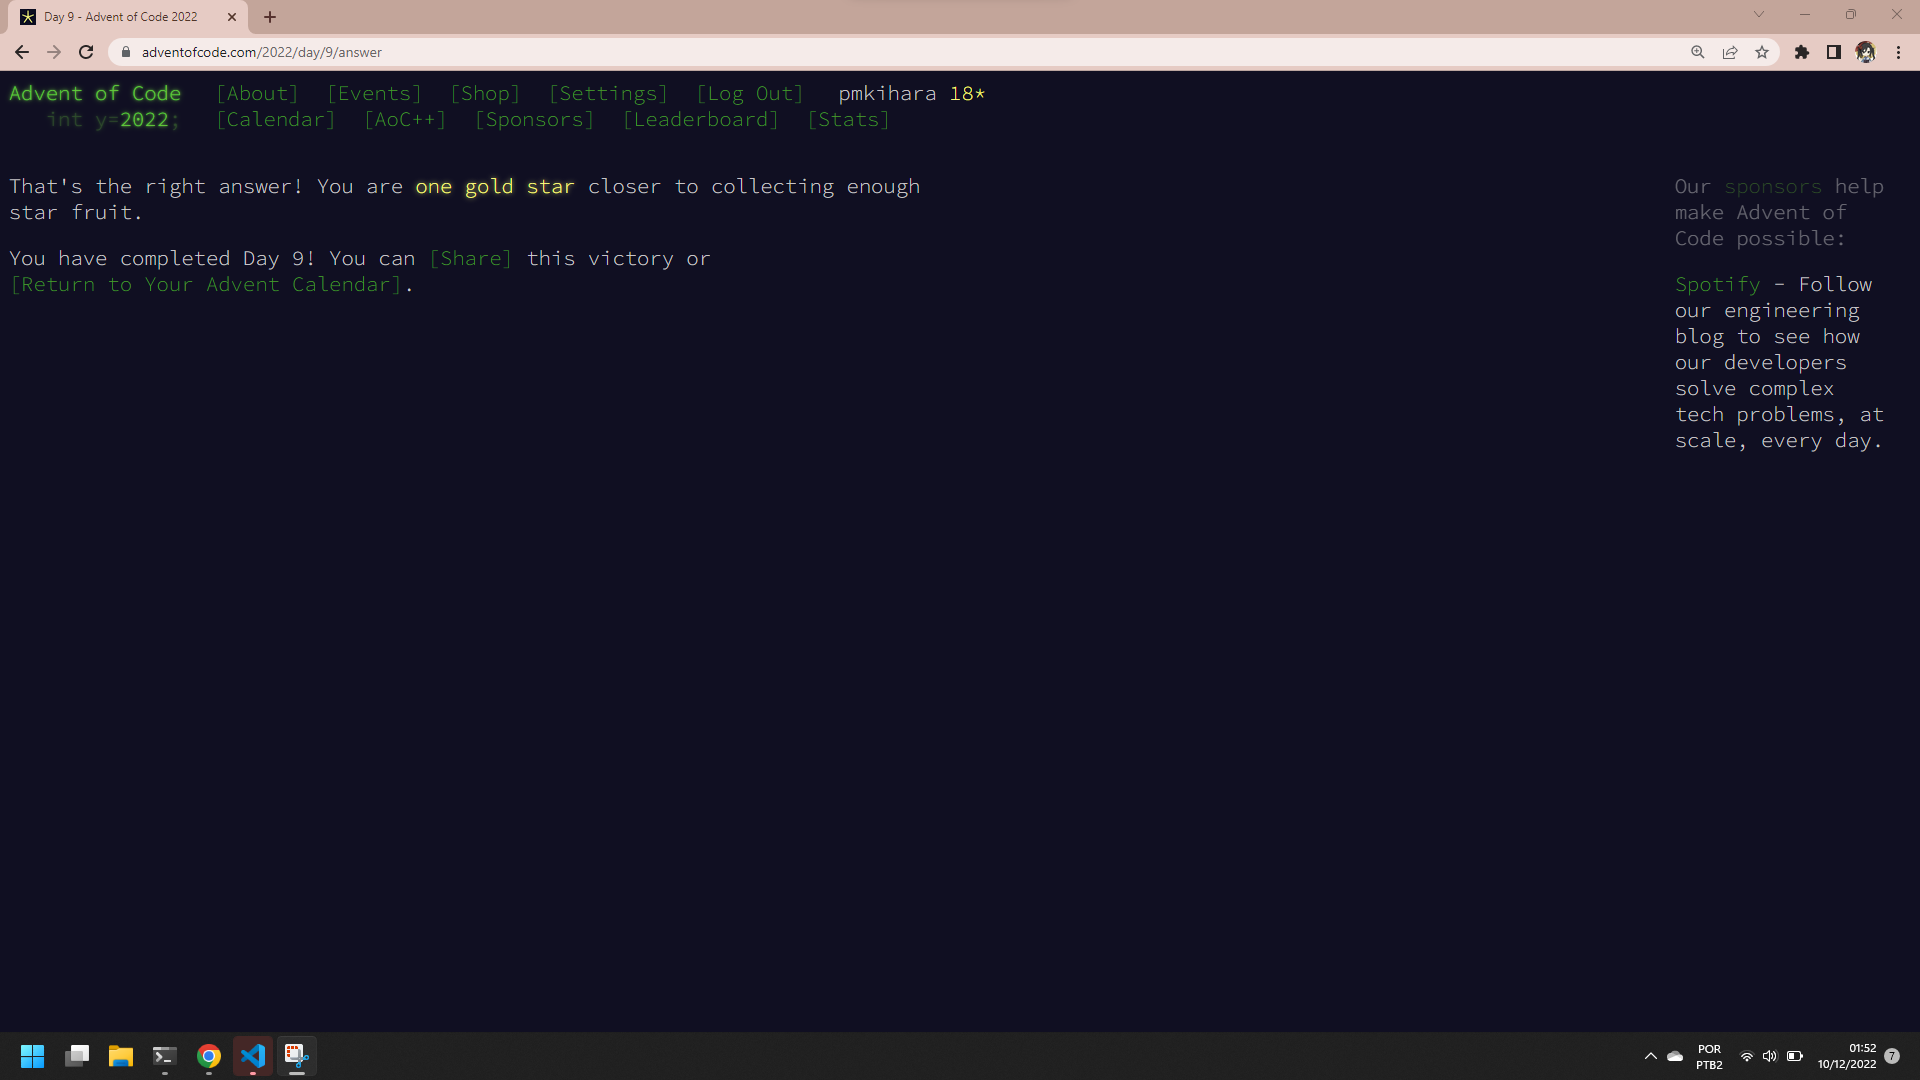 Day 9 - Advent of Code 2022
adventofcode.com/2022/day/9/answer
Advent of Code [About] [Events] [Shop] [Settings] [Log Out] pmkihara 18*
int y=2022; [Calendar] [AoC++] [Sponsors] [Leaderboard] [Stats]
That's the right answer! You are one gold star closer to collecting enough
star fruit.
You have completed Day 9! You can [Share] this victory or
[Return to Your Advent Calendar].
Our sponsors help
make Advent of
Code possible:
Spotify - Follow
our engineering
blog to see how
our developers
solve complex
tech problems, at
scale, every day.
POR
PTB2
01:52
10/12/2022
7